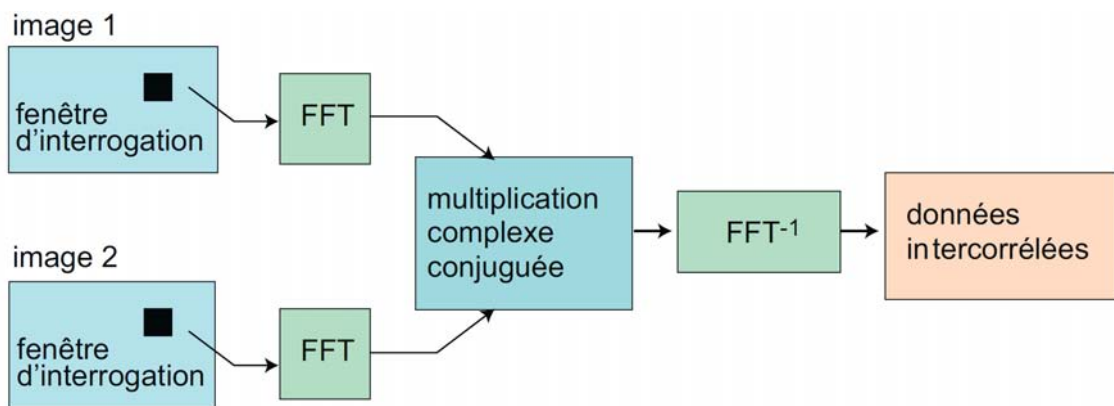 image 1
fenêtre
d'interrogation
FFT
multiplication
complexe
conjuguée
FFT-1
données
intercorrélées
image 2
fenêtre
d'interrogation
FFT